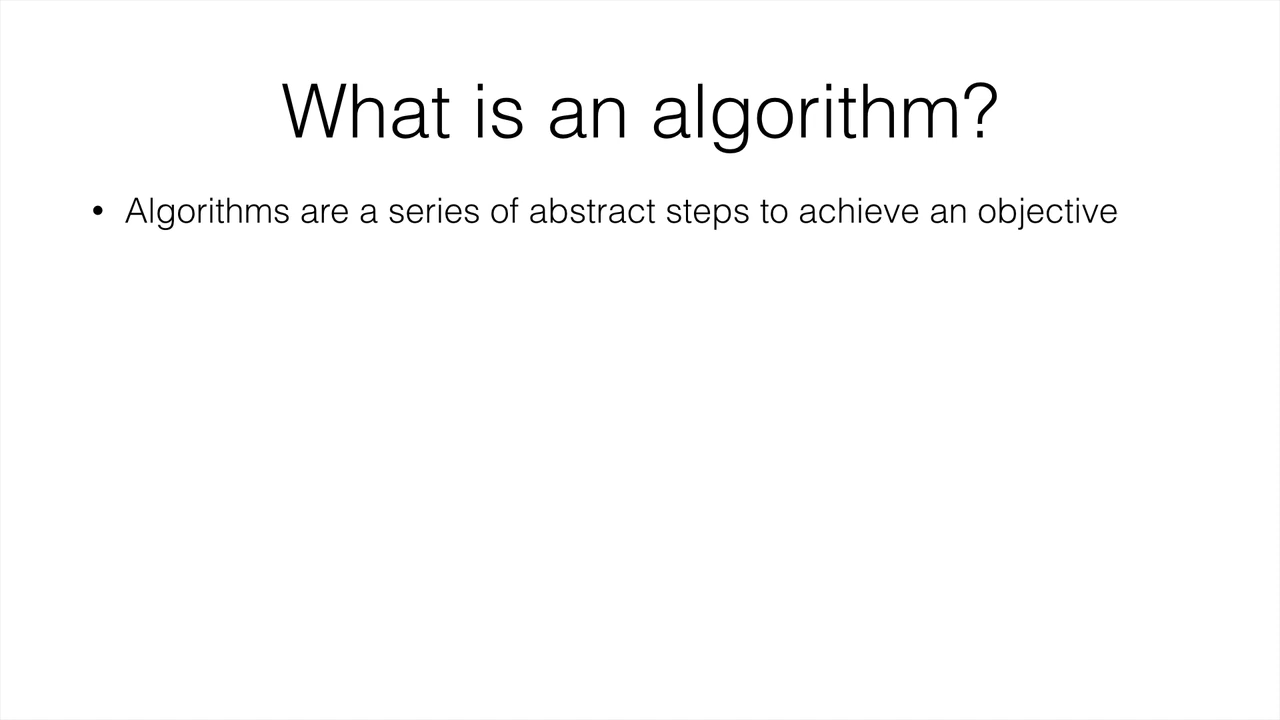 What is an algorithm?
• Algorithms are a series of abstract steps to achieve an objective